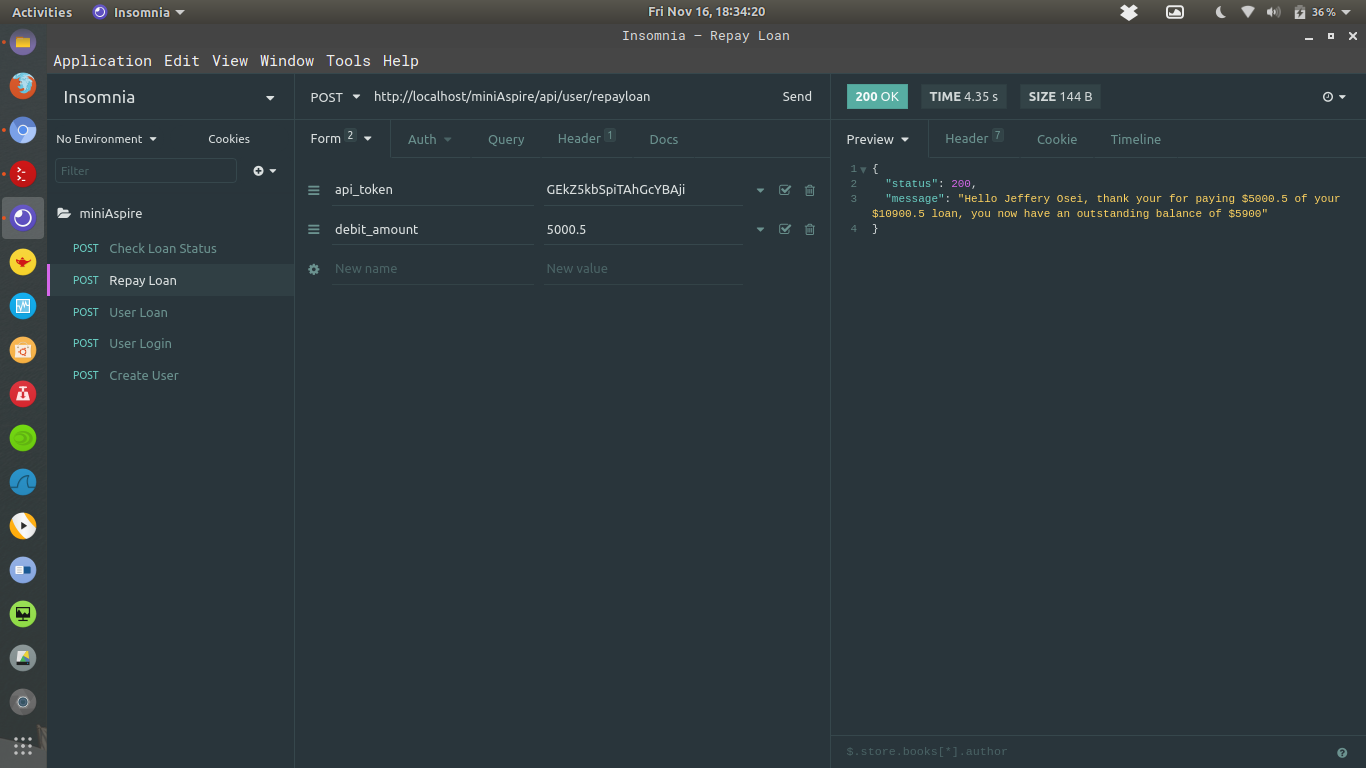 Activities
Insomnia
Fri Nov 16, 18:34:20
36 %
Insomnia – Repay Loan
Application Edit View Window Tools Help
Insomnia
No Environment
Cookies
Filter
miniAspire
POST Check Loan Status
POST Repay Loan
POST User Loan
POST User Login
POST Create User
POST http://localhost/miniAspire/api/user/repayloan Send
Form 2 Auth Query Header 1 Docs
api_token GEkZ5kbSpiTAhGcYBAji
debit_amount 5000.5
New name New value
200 OK TIME 4.35 s SIZE 144 B
Preview Header 7 Cookie Timeline
1 {
2 "status": 200,
3 "message": "Hello Jeffery Osei, thank your for paying $5000.5 of your
$10900.5 loan, you now have an outstanding balance of $5900"
4 }
$.store.books[*].author